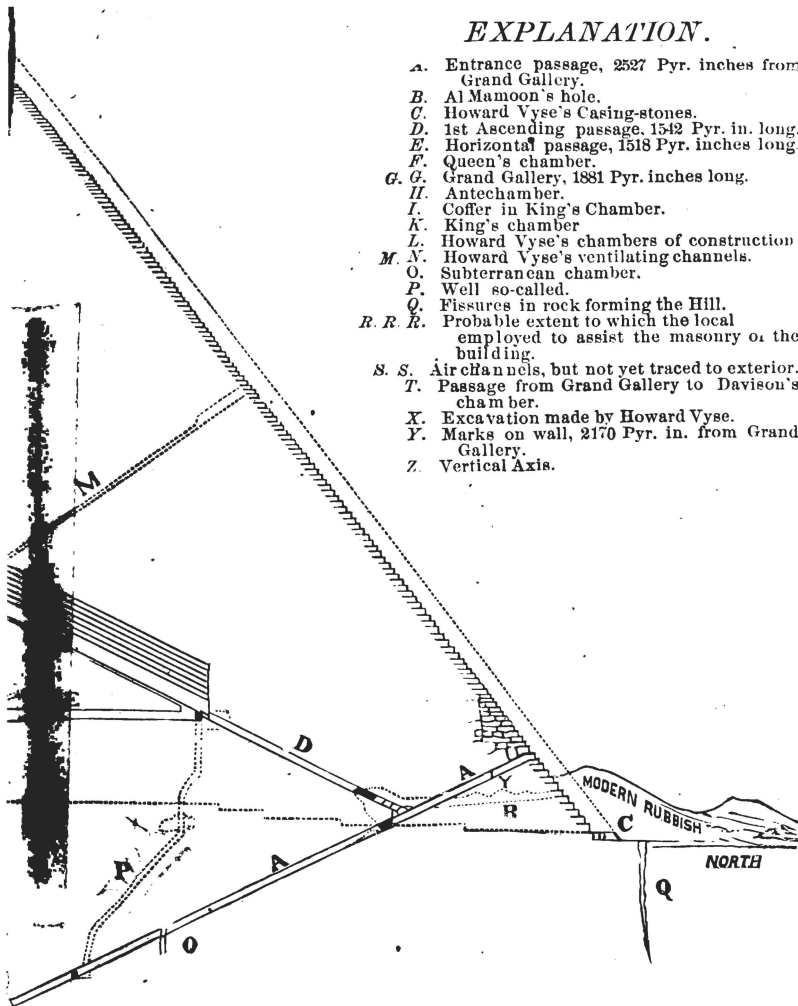 EXPLANATION.
A. Entrance passage, 2527 Pyr. inches from
Grand Gallery.
B. Al Mamoon's hole.
C. Howard Vyse's Casing-stones.
D. 1st Ascending passage, 1542 Pyr. in. long.
E. Horizontal passage, 1518 Pyr. inches long.
F. Queen's chamber.
G. G. Grand Gallery, 1881 Pyr. inches long.
H. Antechamber.
I. Coffer in King's Chamber.
K. King's chamber
L. Howard Vyse's chambers of construction
M. N. Howard Vyse's ventilating channels.
O. Subterranean chamber.
P. Well so-called.
Q. Fissures in rock forming the Hill.
R. R. R. Probable extent to which the local
employed to assist the masonry of the
building.
S. S. Air channels, but not yet traced to exterior.
T. Passage from Grand Gallery to Davison's
chamber.
X. Excavation made by Howard Vyse.
Y. Marks on wall, 2170 Pyr. in. from Grand
Gallery.
Z. Vertical Axis.
M
D
A
Y
R
MODERN RUBBISH
C
NORTH
P
A
Q
Q